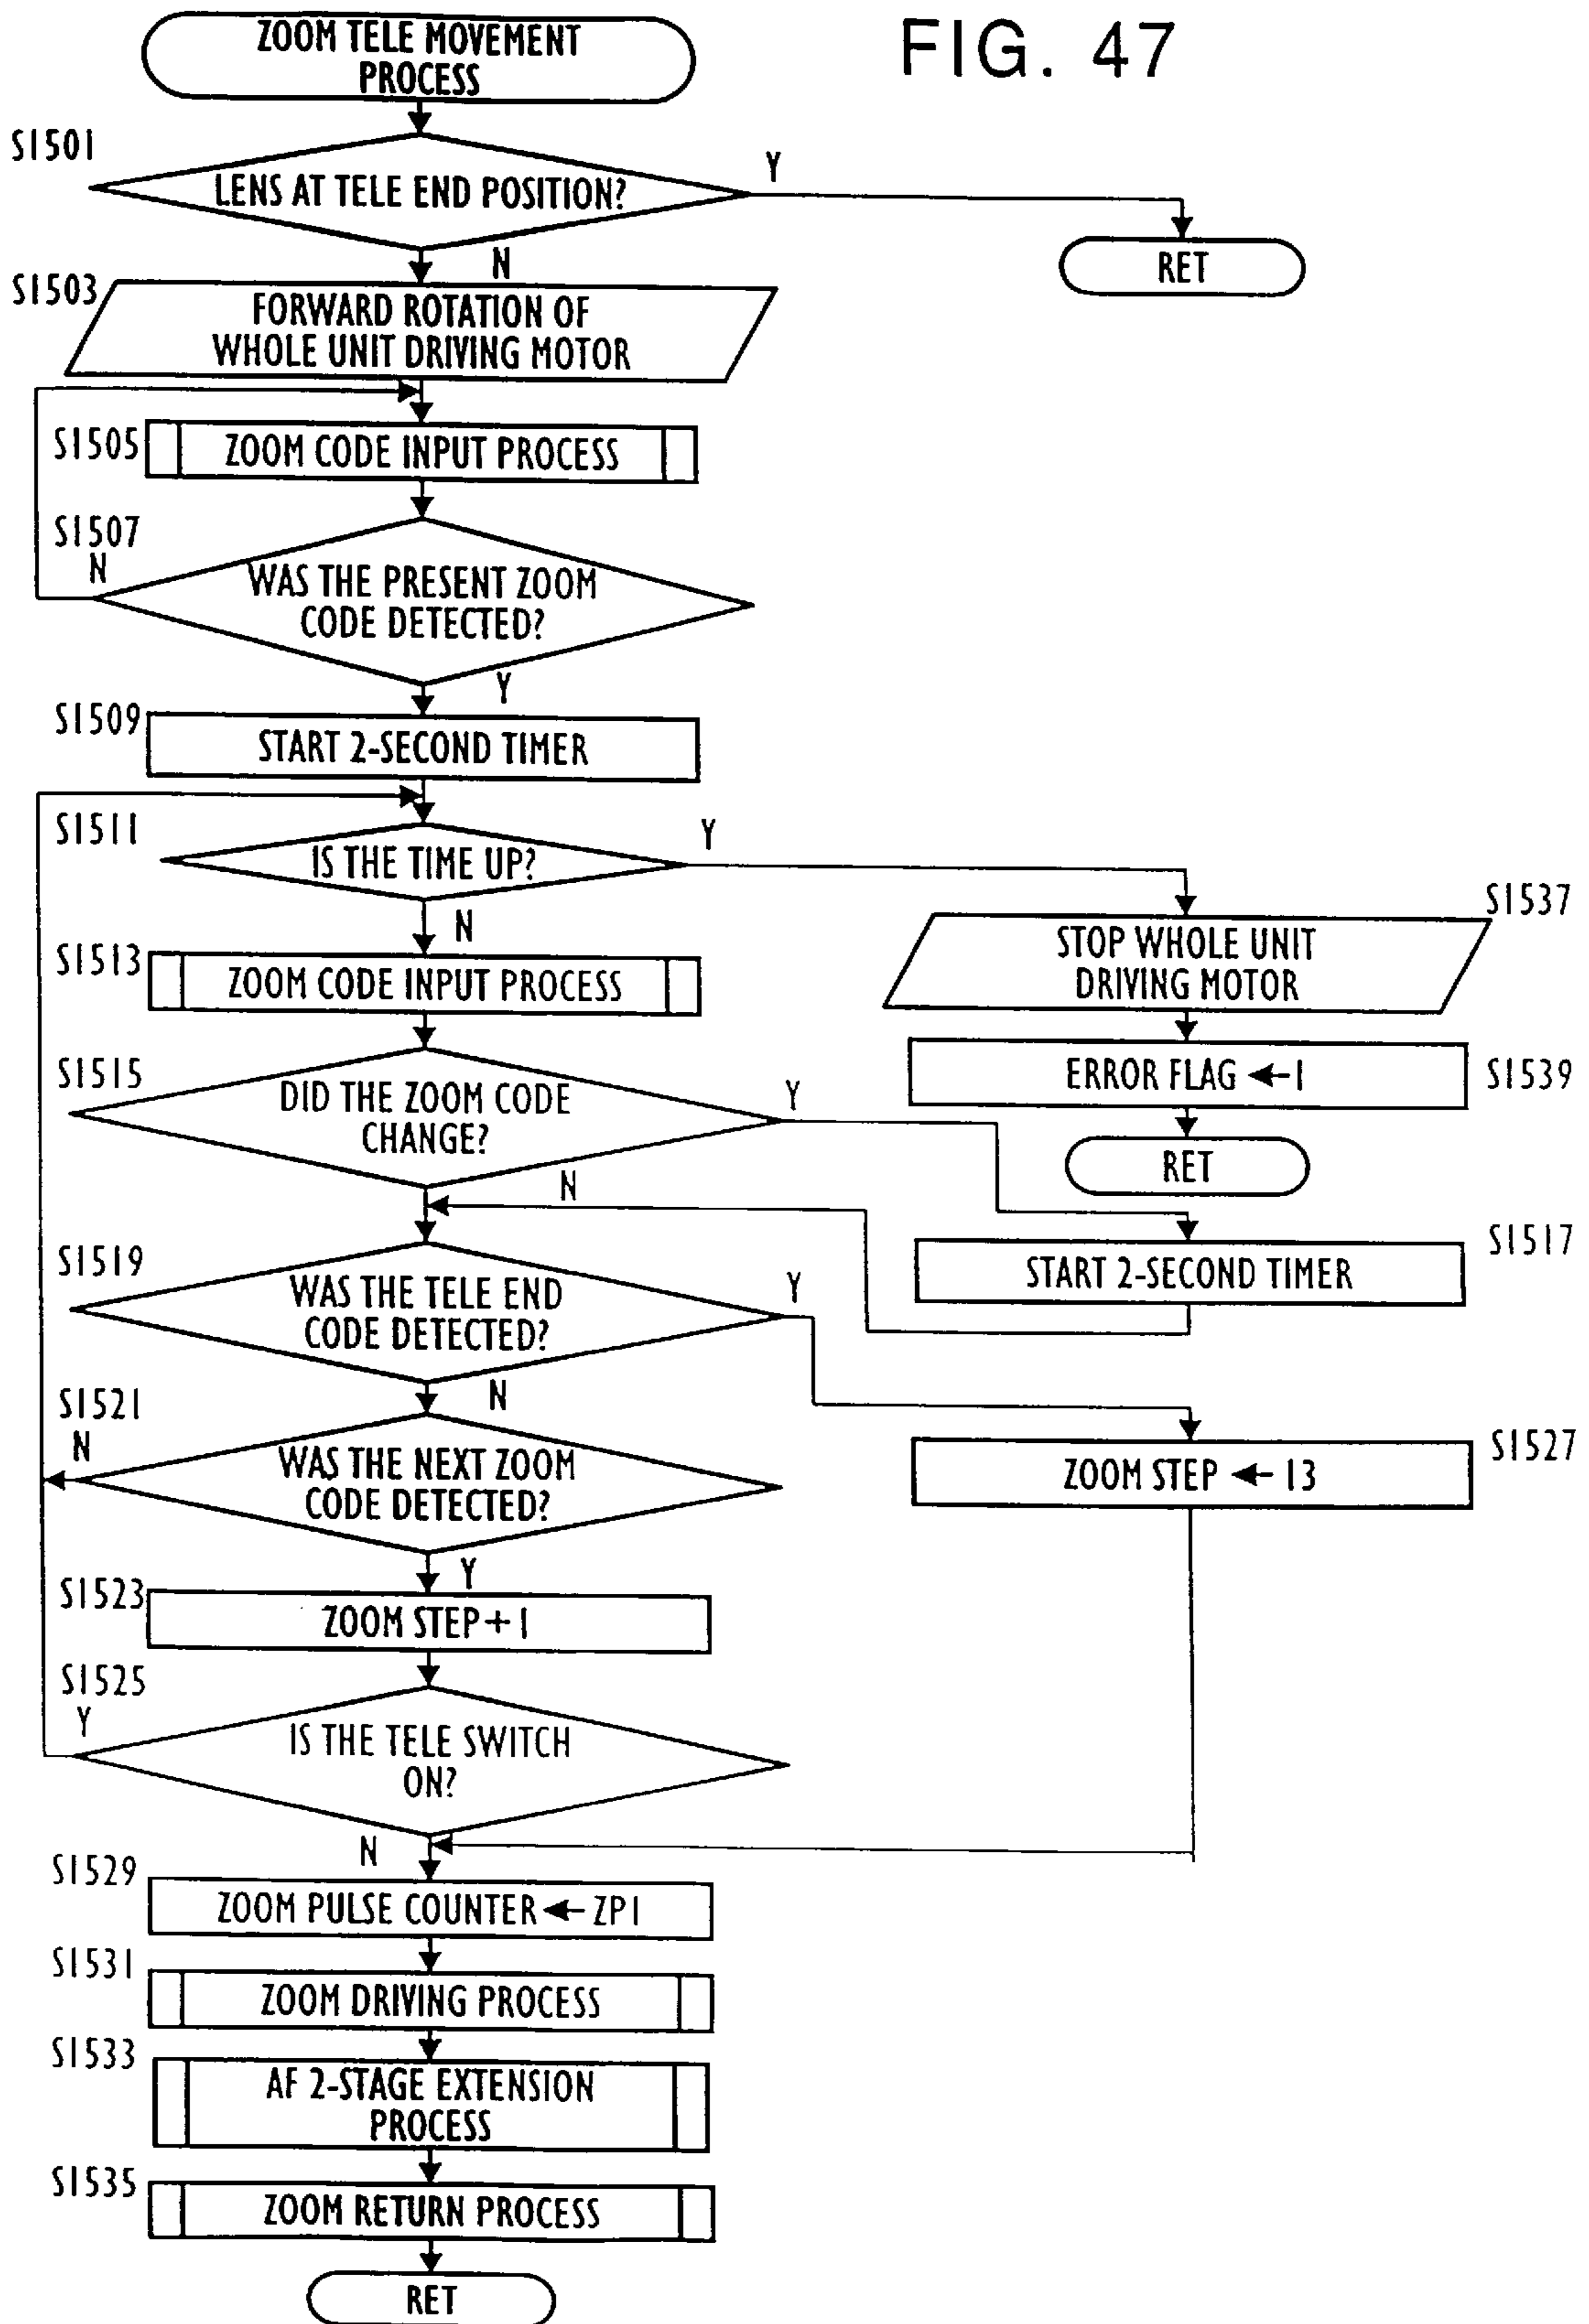 FIG. 47
ZOOM TELE MOVEMENT
PROCESS
S1501
LENS AT TELE END POSITION?
Y
RET
N
S1503
FORWARD ROTATION OF
WHOLE UNIT DRIVING MOTOR
S1505
ZOOM CODE INPUT PROCESS
S1507
N
WAS THE PRESENT ZOOM
CODE DETECTED?
Y
S1509
START 2-SECOND TIMER
S1511
IS THE TIME UP?
Y
N
S1537
STOP WHOLE UNIT
DRIVING MOTOR
S1513
ZOOM CODE INPUT PROCESS
S1539
ERROR FLAG ← 1
RET
S1515
DID THE ZOOM CODE
CHANGE?
Y
N
S1517
START 2-SECOND TIMER
S1519
WAS THE TELE END
CODE DETECTED?
Y
N
S1521
N
WAS THE NEXT ZOOM
CODE DETECTED?
Y
S1527
ZOOM STEP ← 13
S1523
ZOOM STEP + 1
S1525
Y
IS THE TELE SWITCH
ON?
N
S1529
ZOOM PULSE COUNTER ← ZP1
S1531
ZOOM DRIVING PROCESS
S1533
AF 2-STAGE EXTENSION
PROCESS
S1535
ZOOM RETURN PROCESS
RET